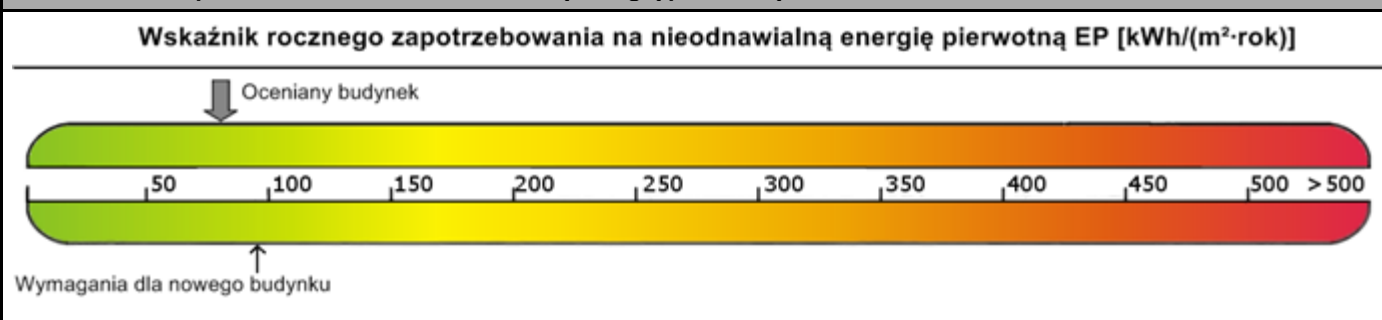 Wskaźnik rocznego zapotrzebowania na nieodnawialną energię pierwotną EP [kWh/(m²·rok)]
Oceniany budynek
50 100 150 200 250 300 350 400 450 500 > 500
Wymagania dla nowego budynku